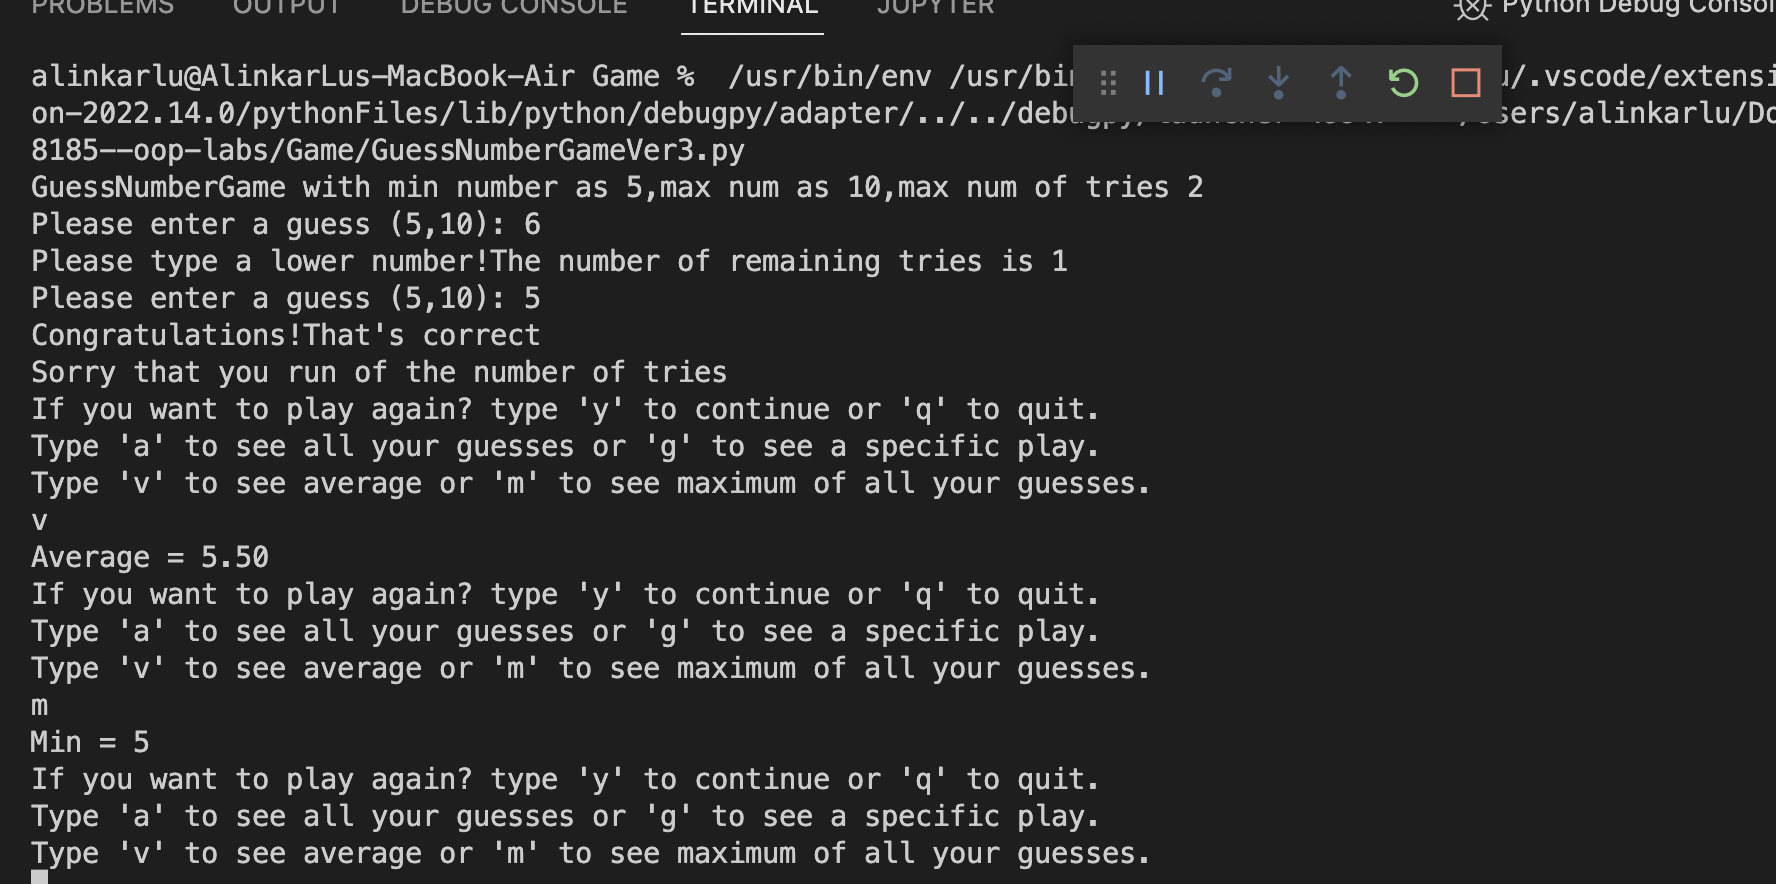 PROBLEMS OUTPUT DEBUG CONSOLE TERMINAL JUPYTER Python Debug Consol
alinkarlu@AlinkarLus-MacBook-Air Game % /usr/bin/env /usr/bin u/.vscode/extensi
on-2022.14.0/pythonFiles/lib/python/debugpy/adapter/../../debugpy/launcher /Users/alinkarlu/Do
8185--oop-labs/Game/GuessNumberGameVer3.py
GuessNumberGame with min number as 5,max num as 10,max num of tries 2
Please enter a guess (5,10): 6
Please type a lower number!The number of remaining tries is 1
Please enter a guess (5,10): 5
Congratulations!That's correct
Sorry that you run of the number of tries
If you want to play again? type 'y' to continue or 'q' to quit.
Type 'a' to see all your guesses or 'g' to see a specific play.
Type 'v' to see average or 'm' to see maximum of all your guesses.
v
Average = 5.50
If you want to play again? type 'y' to continue or 'q' to quit.
Type 'a' to see all your guesses or 'g' to see a specific play.
Type 'v' to see average or 'm' to see maximum of all your guesses.
m
Min = 5
If you want to play again? type 'y' to continue or 'q' to quit.
Type 'a' to see all your guesses or 'g' to see a specific play.
Type 'v' to see average or 'm' to see maximum of all your guesses.